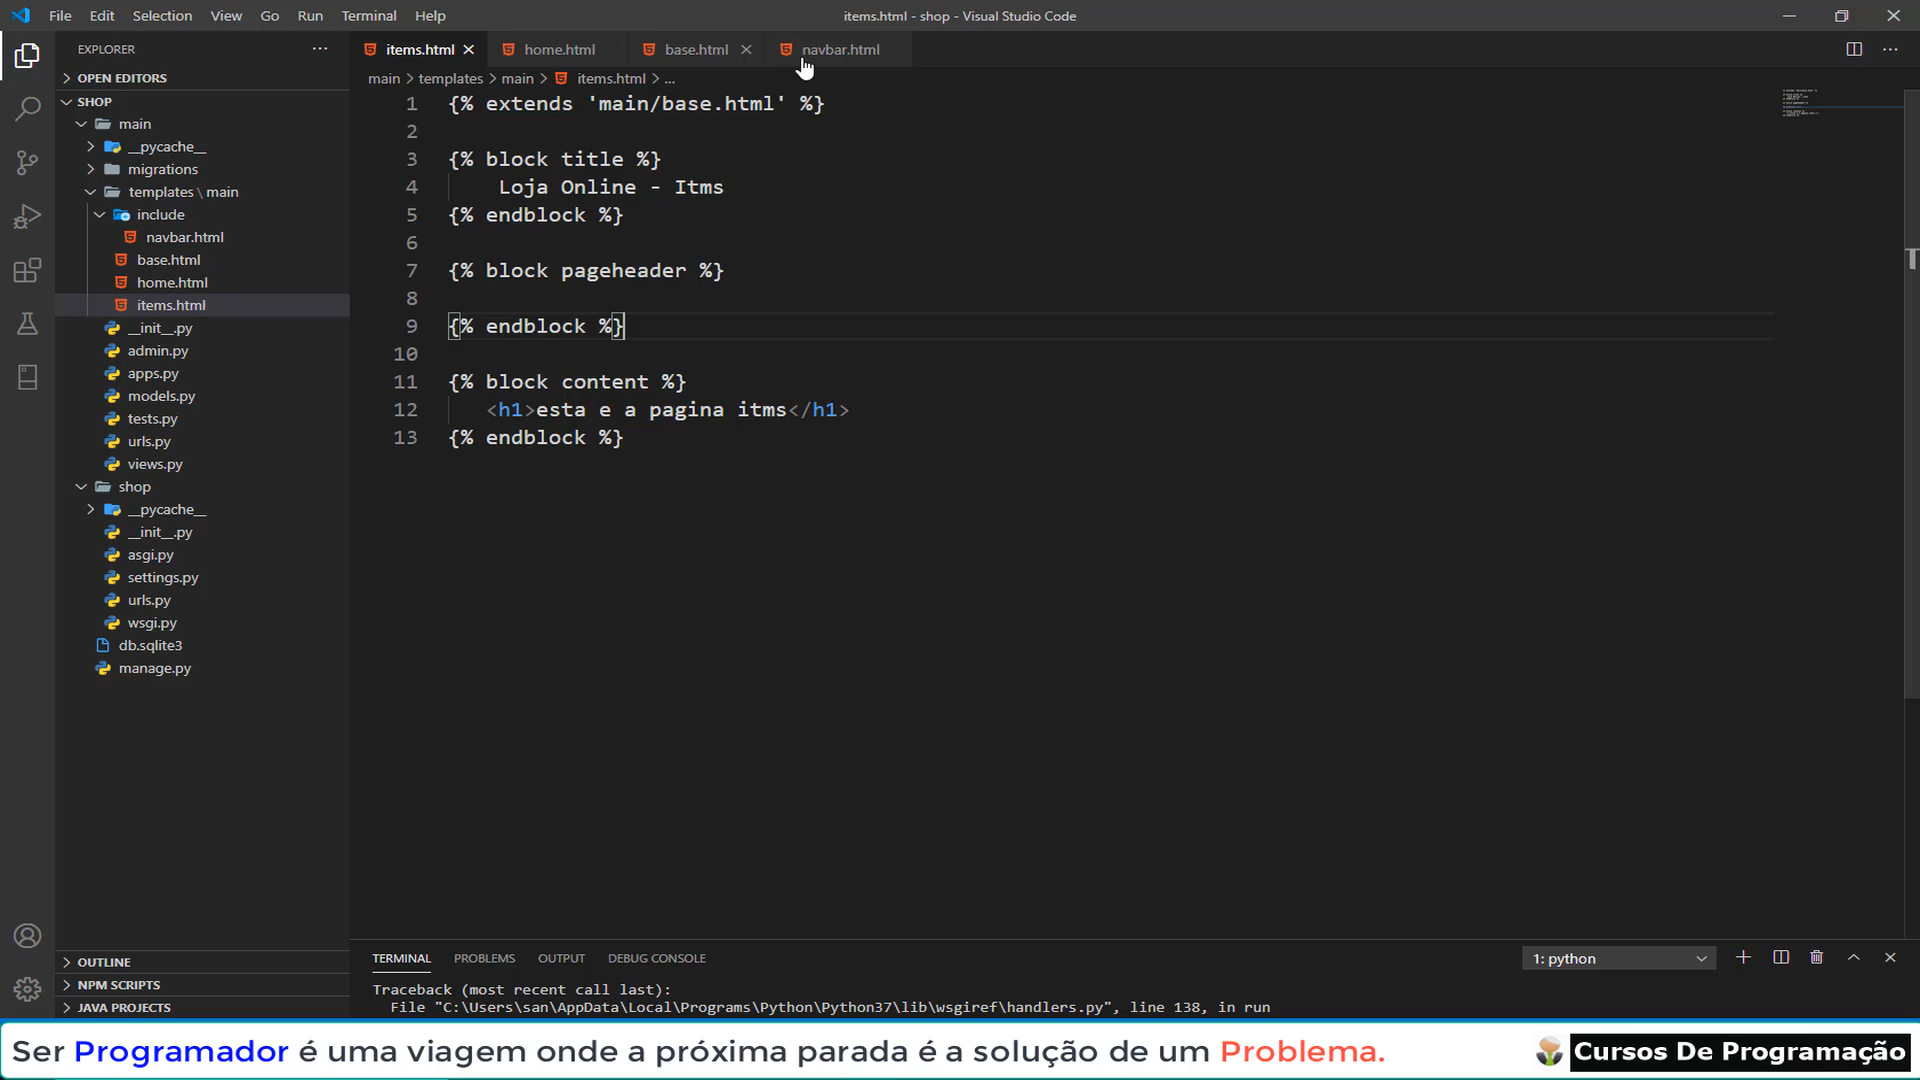 File Edit Selection View Go Run Terminal Help
items.html - shop - Visual Studio Code
EXPLORER
OPEN EDITORS
SHOP
main
__pycache__
migrations
templates \ main
include
navbar.html
base.html
home.html
items.html
__init__.py
admin.py
apps.py
models.py
tests.py
urls.py
views.py
shop
__pycache__
__init__.py
asgi.py
settings.py
urls.py
wsgi.py
db.sqlite3
manage.py
OUTLINE
NPM SCRIPTS
JAVA PROJECTS
items.html home.html base.html navbar.html
main > templates > main > items.html > ...
1 {% extends 'main/base.html' %}
2
3 {% block title %}
4 Loja Online - Itms
5 {% endblock %}
6
7 {% block pageheader %}
8
9 {% endblock %}
10
11 {% block content %}
12 <h1>esta e a pagina itms</h1>
13 {% endblock %}
TERMINAL PROBLEMS OUTPUT DEBUG CONSOLE
1: python
Traceback (most recent call last):
File "C:\Users\san\AppData\Local\Programs\Python\Python37\lib\wsgiref\handlers.py", line 138, in run
Ser Programador é uma viagem onde a próxima parada é a solução de um Problema.
Cursos De Programação